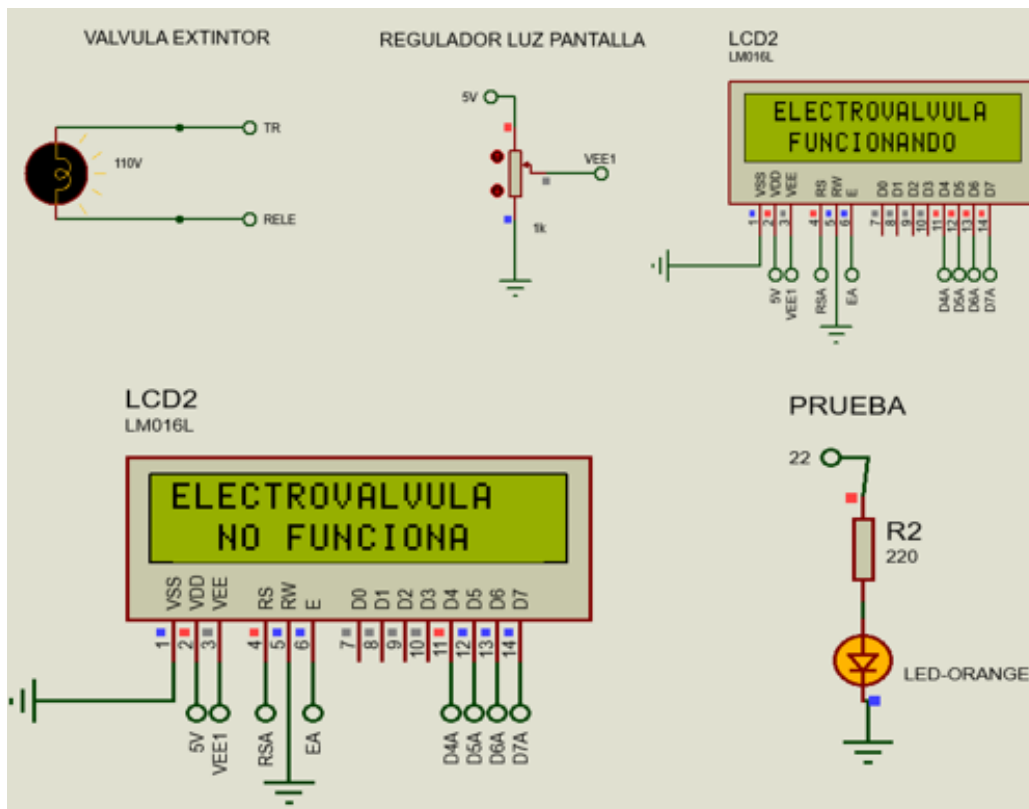 VALVULA EXTINTOR
TR
110V
RELE
REGULADOR LUZ PANTALLA
5V
VEE1
1k
LCD2
LM016L
ELECTROVALVULA
FUNCIONANDO
VSS VDD VEE RS RW E D0 D1 D2 D3 D4 D5 D6 D7
1 2 3 4 5 6 7 8 9 10 11 12 13 14
5V VEE1 RSA EA D4A D5A D6A D7A
LCD2
LM016L
ELECTROVALVULA
NO FUNCIONA
VSS VDD VEE RS RW E D0 D1 D2 D3 D4 D5 D6 D7
1 2 3 4 5 6 7 8 9 10 11 12 13 14
5V VEE1 RSA EA D4A D5A D6A D7A
PRUEBA
22
R2
220
LED-ORANGE